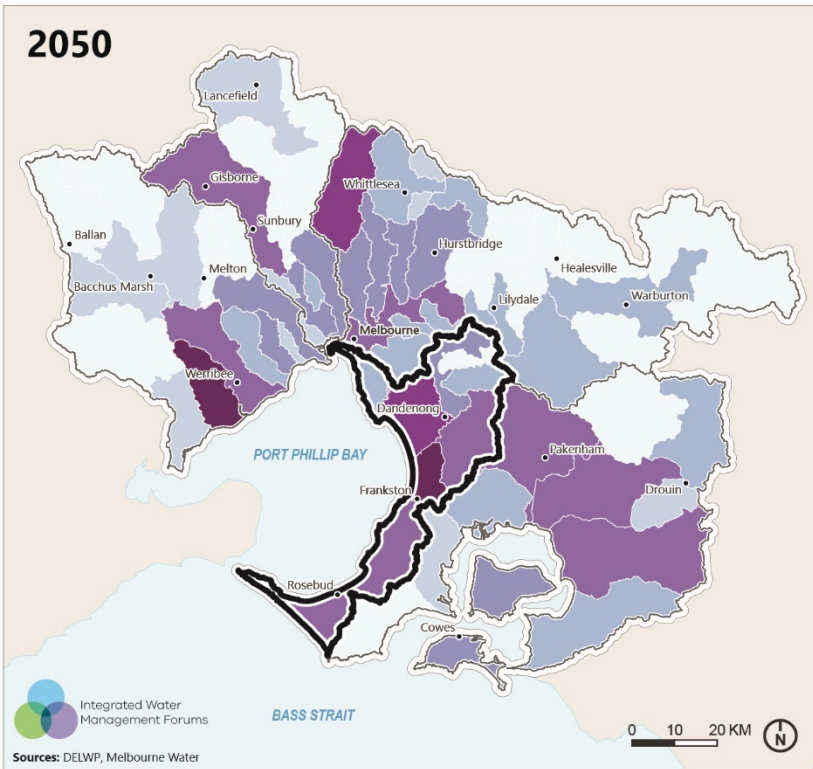 2050
Lancefield
Gisborne
Whittlesea
Sunbury
Ballan
Hurstbridge
Melton
Healesville
Bacchus Marsh
Lilydale
Warburton
Melbourne
Werribee
Dandenong
PORT PHILLIP BAY
Pakenham
Frankston
Drouin
Rosebud
Cowes
Integrated Water
Management Forums
BASS STRAIT
0 10 20 KM
N
Sources: DELWP, Melbourne Water